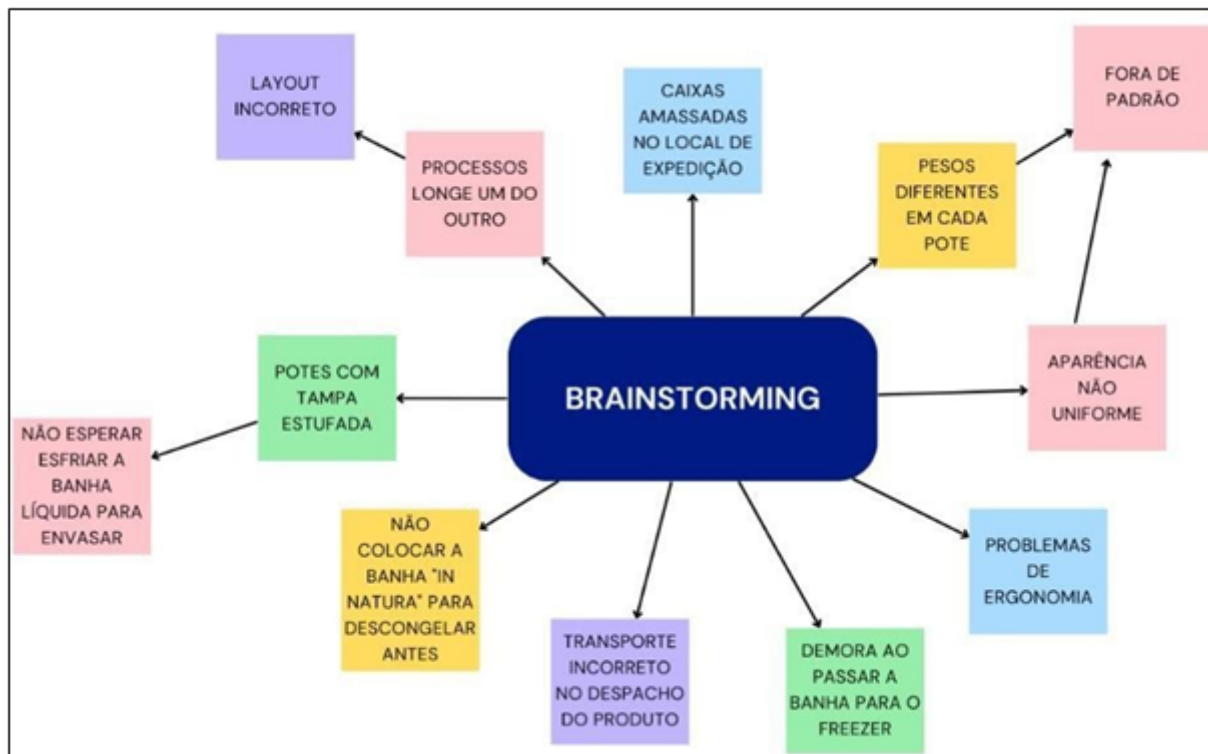 LAYOUT
INCORRETO
PROCESSOS
LONGE UM DO
OUTRO
CAIXAS
AMASSADAS
NO LOCAL DE
EXPEDIÇÃO
PESOS
DIFERENTES
EM CADA
POTE
FORA DE
PADRÃO
POTES COM
TAMPA
ESTUFADA
BRAINSTORMING
APARÊNCIA
NÃO
UNIFORME
NÃO ESPERAR
ESFRIAR A
BANHA
LÍQUIDA PARA
ENVASAR
NÃO
COLOCAR A
BANHA "IN
NATURA" PARA
DESCONGELAR
ANTES
TRANSPORTE
INCORRETO
NO DESPACHO
DO PRODUTO
DEMORA AO
PASSAR A
BANHA PARA O
FREEZER
PROBLEMAS
DE
ERGONOMIA